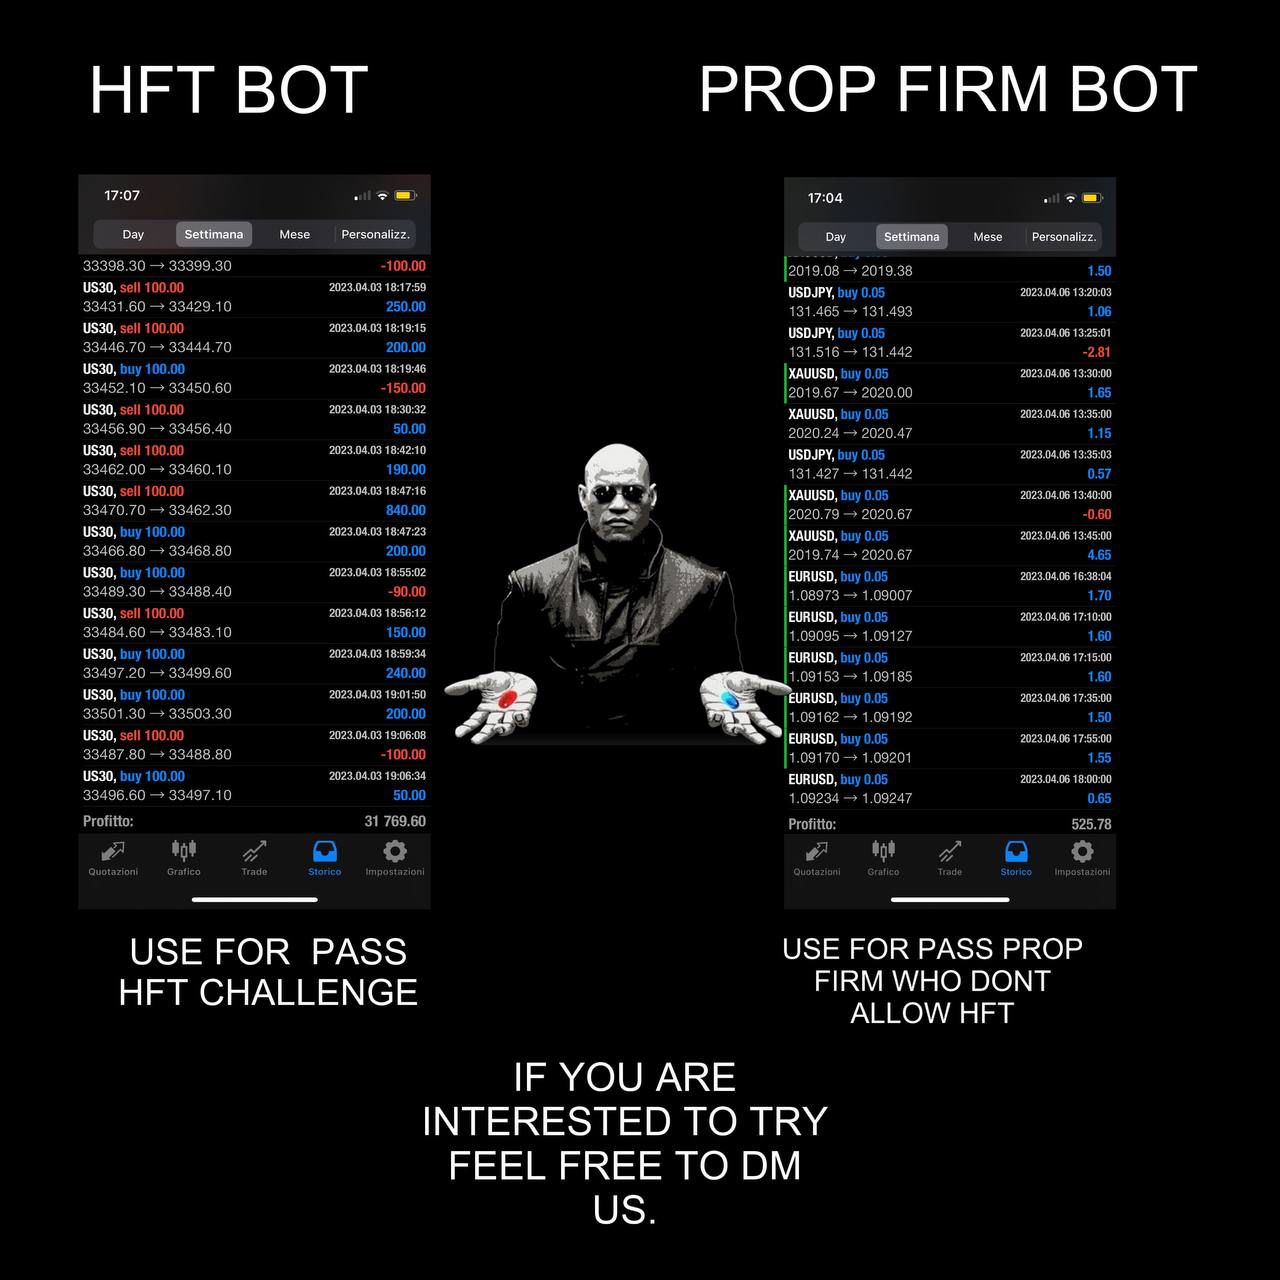 HFT BOT
PROP FIRM BOT
17:07
Day Settimana Mese Personalizz.
33398.30 → 33399.30 -100.00
US30, sell 100.00 2023.04.03 18:17:59
33431.60 → 33429.10 250.00
US30, sell 100.00 2023.04.03 18:19:15
33446.70 → 33444.70 200.00
US30, buy 100.00 2023.04.03 18:19:46
33452.10 → 33450.60 -150.00
US30, sell 100.00 2023.04.03 18:30:32
33456.90 → 33456.40 50.00
US30, sell 100.00 2023.04.03 18:42:10
33462.00 → 33460.10 190.00
US30, sell 100.00 2023.04.03 18:47:16
33470.70 → 33462.30 840.00
US30, buy 100.00 2023.04.03 18:47:23
33466.80 → 33468.80 200.00
US30, buy 100.00 2023.04.03 18:55:02
33489.30 → 33488.40 -90.00
US30, sell 100.00 2023.04.03 18:56:12
33484.60 → 33483.10 150.00
US30, buy 100.00 2023.04.03 18:59:34
33497.20 → 33499.60 240.00
US30, buy 100.00 2023.04.03 19:01:50
33501.30 → 33503.30 200.00
US30, sell 100.00 2023.04.03 19:06:08
33487.80 → 33488.80 -100.00
US30, buy 100.00 2023.04.03 19:06:34
33496.60 → 33497.10 50.00
Profitto: 31 769.60
Quotazioni Grafico Trade Storico Impostazioni
17:04
Day Settimana Mese Personalizz.
2019.08 → 2019.38 1.50
USDJPY, buy 0.05 2023.04.06 13:20:03
131.465 → 131.493 1.06
USDJPY, buy 0.05 2023.04.06 13:25:01
131.516 → 131.442 -2.81
XAUUSD, buy 0.05 2023.04.06 13:30:00
2019.67 → 2020.00 1.65
XAUUSD, buy 0.05 2023.04.06 13:35:00
2020.24 → 2020.47 1.15
USDJPY, buy 0.05 2023.04.06 13:35:03
131.427 → 131.442 0.57
XAUUSD, buy 0.05 2023.04.06 13:40:00
2020.79 → 2020.67 -0.60
XAUUSD, buy 0.05 2023.04.06 13:45:00
2019.74 → 2020.67 4.65
EURUSD, buy 0.05 2023.04.06 16:38:04
1.08973 → 1.09007 1.70
EURUSD, buy 0.05 2023.04.06 17:10:00
1.09095 → 1.09127 1.60
EURUSD, buy 0.05 2023.04.06 17:15:00
1.09153 → 1.09185 1.60
EURUSD, buy 0.05 2023.04.06 17:35:00
1.09162 → 1.09192 1.50
EURUSD, buy 0.05 2023.04.06 17:55:00
1.09170 → 1.09201 1.55
EURUSD, buy 0.05 2023.04.06 18:00:00
1.09234 → 1.09247 0.65
Profitto: 525.78
Quotazioni Grafico Trade Storico Impostazioni
USE FOR PASS
HFT CHALLENGE
USE FOR PASS PROP
FIRM WHO DONT
ALLOW HFT
IF YOU ARE
INTERESTED TO TRY
FEEL FREE TO DM
US.